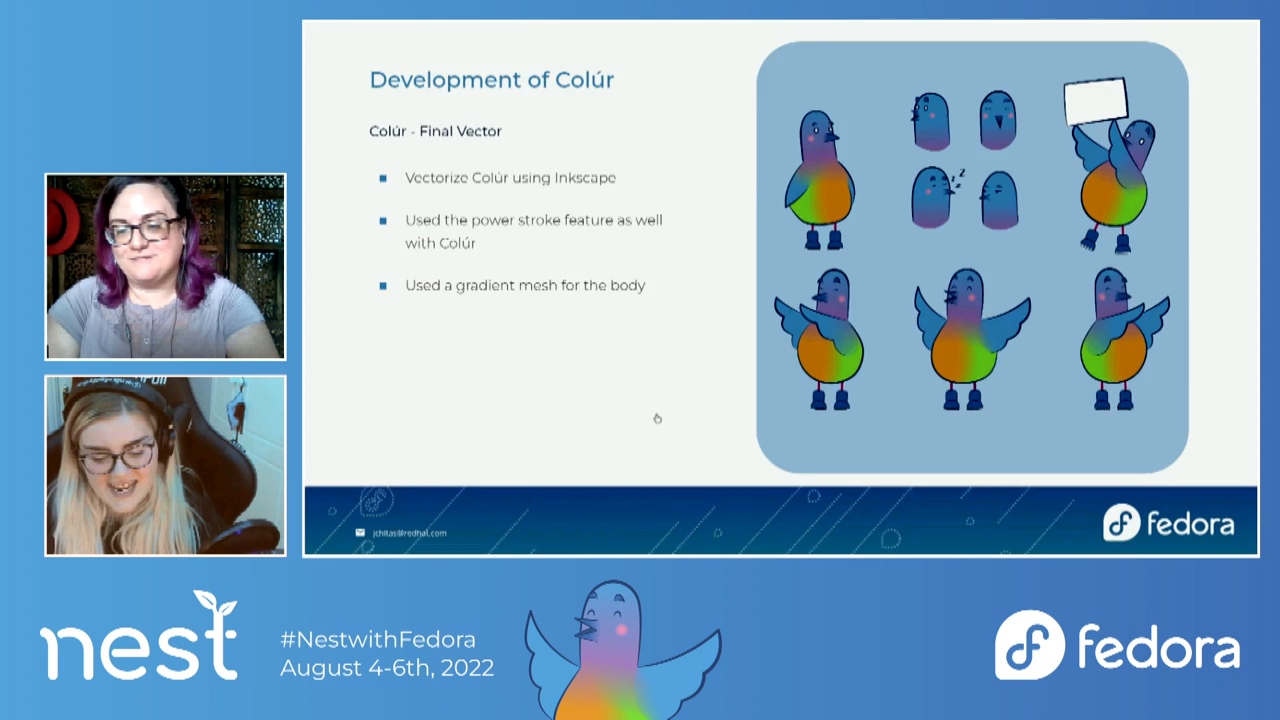 Development of Colúr
Colúr - Final Vector
Vectorize Colúr using Inkscape
Used the power stroke feature as well
with Colúr
Used a gradient mesh for the body
z
z
z
jchitas@redhat.com
fedora
nest
#NestwithFedora
August 4-6th, 2022
fedora